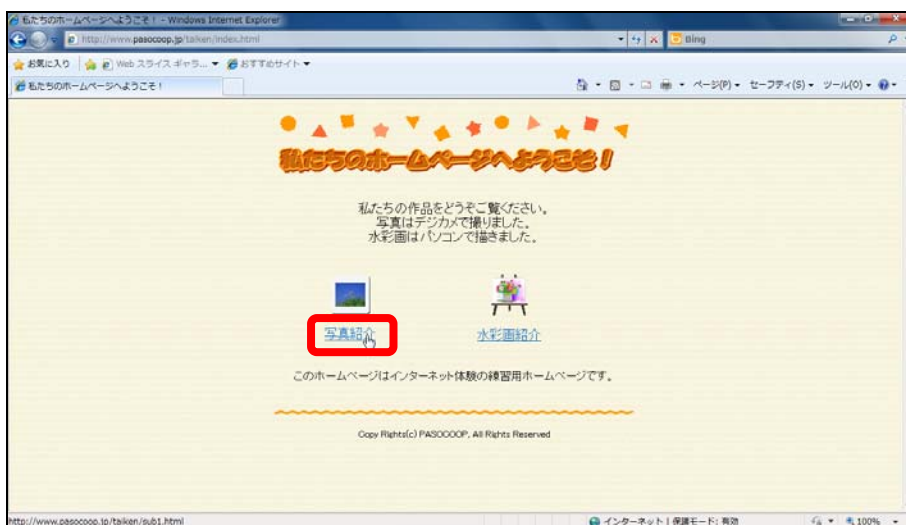 私たちのホームページへようこそ! - Windows Internet Explorer
http://www.pasocoop.jp/taiken/index.html
Bing
お気に入り Web スライス ギャラ... おすすめサイト
私たちのホームページへようこそ!
ページ(P) セーフティ(S) ツール(O)
私たちのホームページへようこそ!
私たちの作品をどうぞご覧ください。
写真はデジカメで撮りました。
水彩画はパソコンで描きました。
写真紹介 水彩画紹介
このホームページはインターネット体験の練習用ホームページです。
Copy Rights(c) PASOCOOP, All Rights Reserved
http://www.pasocoop.jp/taiken/sub1.html
インターネット | 保護モード: 有効
100%